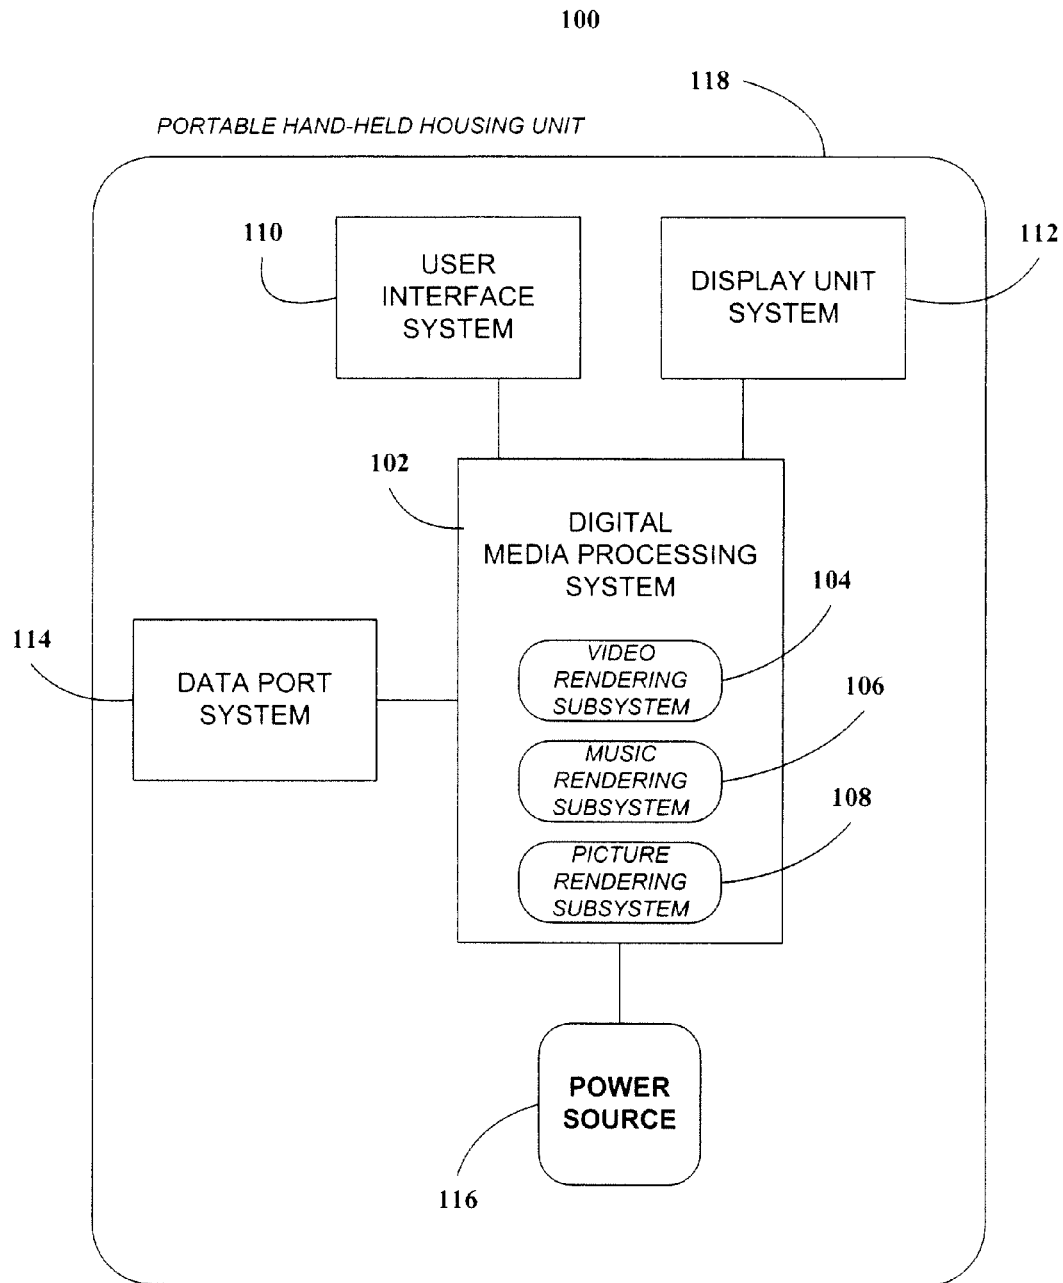 100
118
PORTABLE HAND-HELD HOUSING UNIT
110
USER
INTERFACE
SYSTEM
DISPLAY UNIT
SYSTEM
112
102
DIGITAL
MEDIA PROCESSING
SYSTEM
104
114
DATA PORT
SYSTEM
VIDEO
RENDERING
SUBSYSTEM
106
MUSIC
RENDERING
SUBSYSTEM
108
PICTURE
RENDERING
SUBSYSTEM
POWER
SOURCE
116